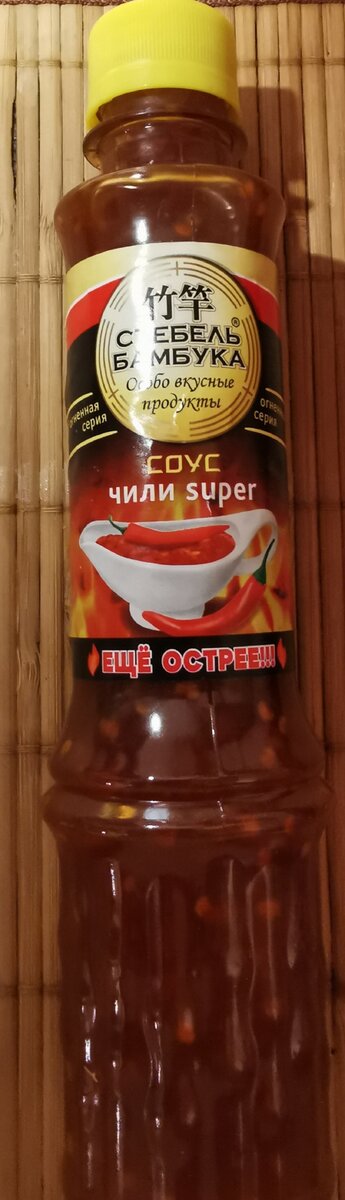 竹竿
СТЕБЕЛЬ®
БАМБУКА
Особо вкусные
продукты
огненная
серия
огненная
серия
СОУС
чили super
ЕЩЁ ОСТРЕЕ!!!